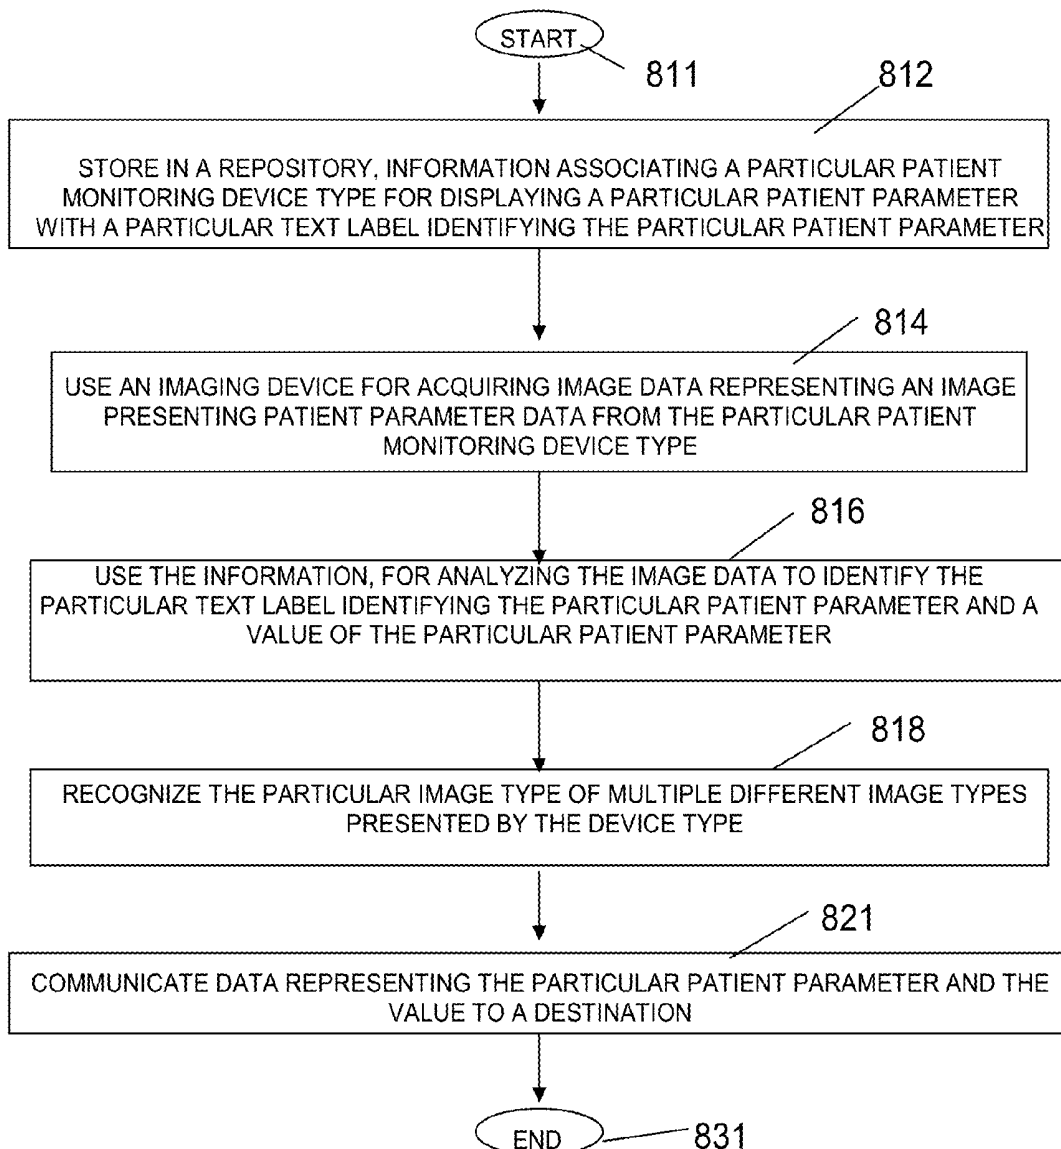 START
811
812
STORE IN A REPOSITORY, INFORMATION ASSOCIATING A PARTICULAR PATIENT
MONITORING DEVICE TYPE FOR DISPLAYING A PARTICULAR PATIENT PARAMETER
WITH A PARTICULAR TEXT LABEL IDENTIFYING THE PARTICULAR PATIENT PARAMETER
814
USE AN IMAGING DEVICE FOR ACQUIRING IMAGE DATA REPRESENTING AN IMAGE
PRESENTING PATIENT PARAMETER DATA FROM THE PARTICULAR PATIENT
MONITORING DEVICE TYPE
816
USE THE INFORMATION, FOR ANALYZING THE IMAGE DATA TO IDENTIFY THE
PARTICULAR TEXT LABEL IDENTIFYING THE PARTICULAR PATIENT PARAMETER AND A
VALUE OF THE PARTICULAR PATIENT PARAMETER
818
RECOGNIZE THE PARTICULAR IMAGE TYPE OF MULTIPLE DIFFERENT IMAGE TYPES
PRESENTED BY THE DEVICE TYPE
821
COMMUNICATE DATA REPRESENTING THE PARTICULAR PATIENT PARAMETER AND THE
VALUE TO A DESTINATION
END
831